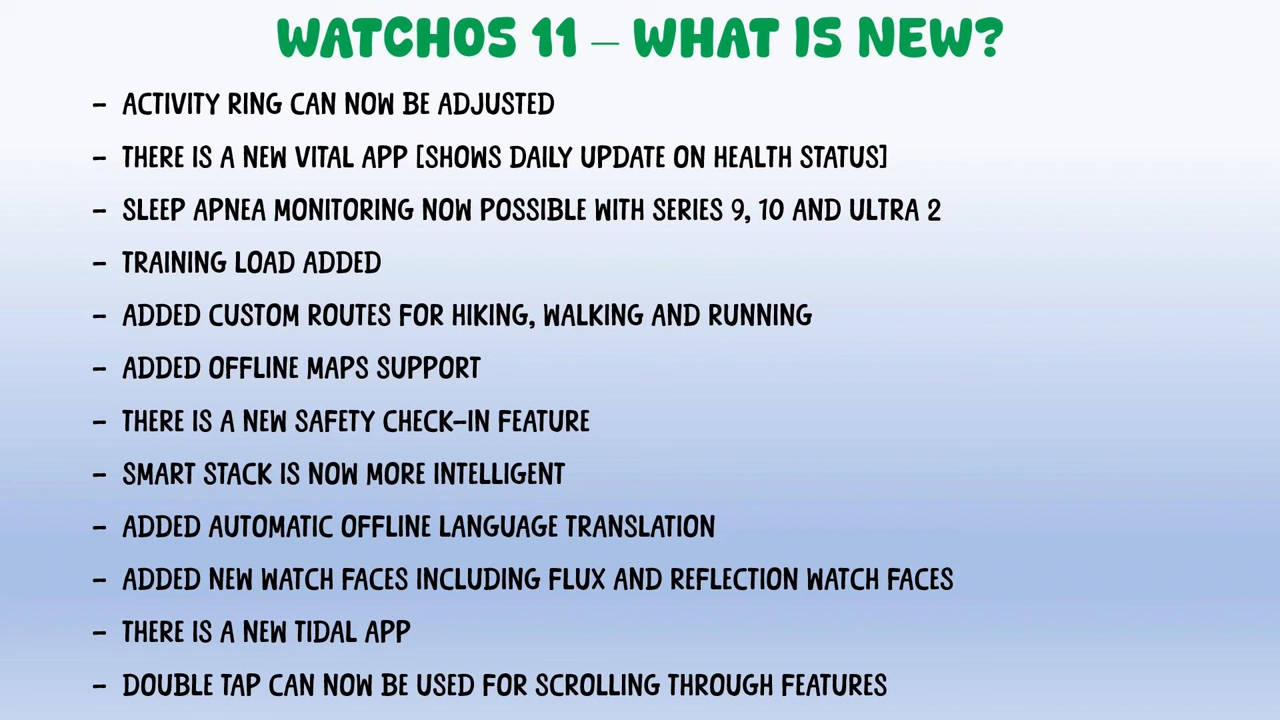 WATCHOS 11 – WHAT IS NEW?
– ACTIVITY RING CAN NOW BE ADJUSTED
– THERE IS A NEW VITAL APP [SHOWS DAILY UPDATE ON HEALTH STATUS]
– SLEEP APNEA MONITORING NOW POSSIBLE WITH SERIES 9, 10 AND ULTRA 2
– TRAINING LOAD ADDED
– ADDED CUSTOM ROUTES FOR HIKING, WALKING AND RUNNING
– ADDED OFFLINE MAPS SUPPORT
– THERE IS A NEW SAFETY CHECK-IN FEATURE
– SMART STACK IS NOW MORE INTELLIGENT
– ADDED AUTOMATIC OFFLINE LANGUAGE TRANSLATION
– ADDED NEW WATCH FACES INCLUDING FLUX AND REFLECTION WATCH FACES
– THERE IS A NEW TIDAL APP
– DOUBLE TAP CAN NOW BE USED FOR SCROLLING THROUGH FEATURES